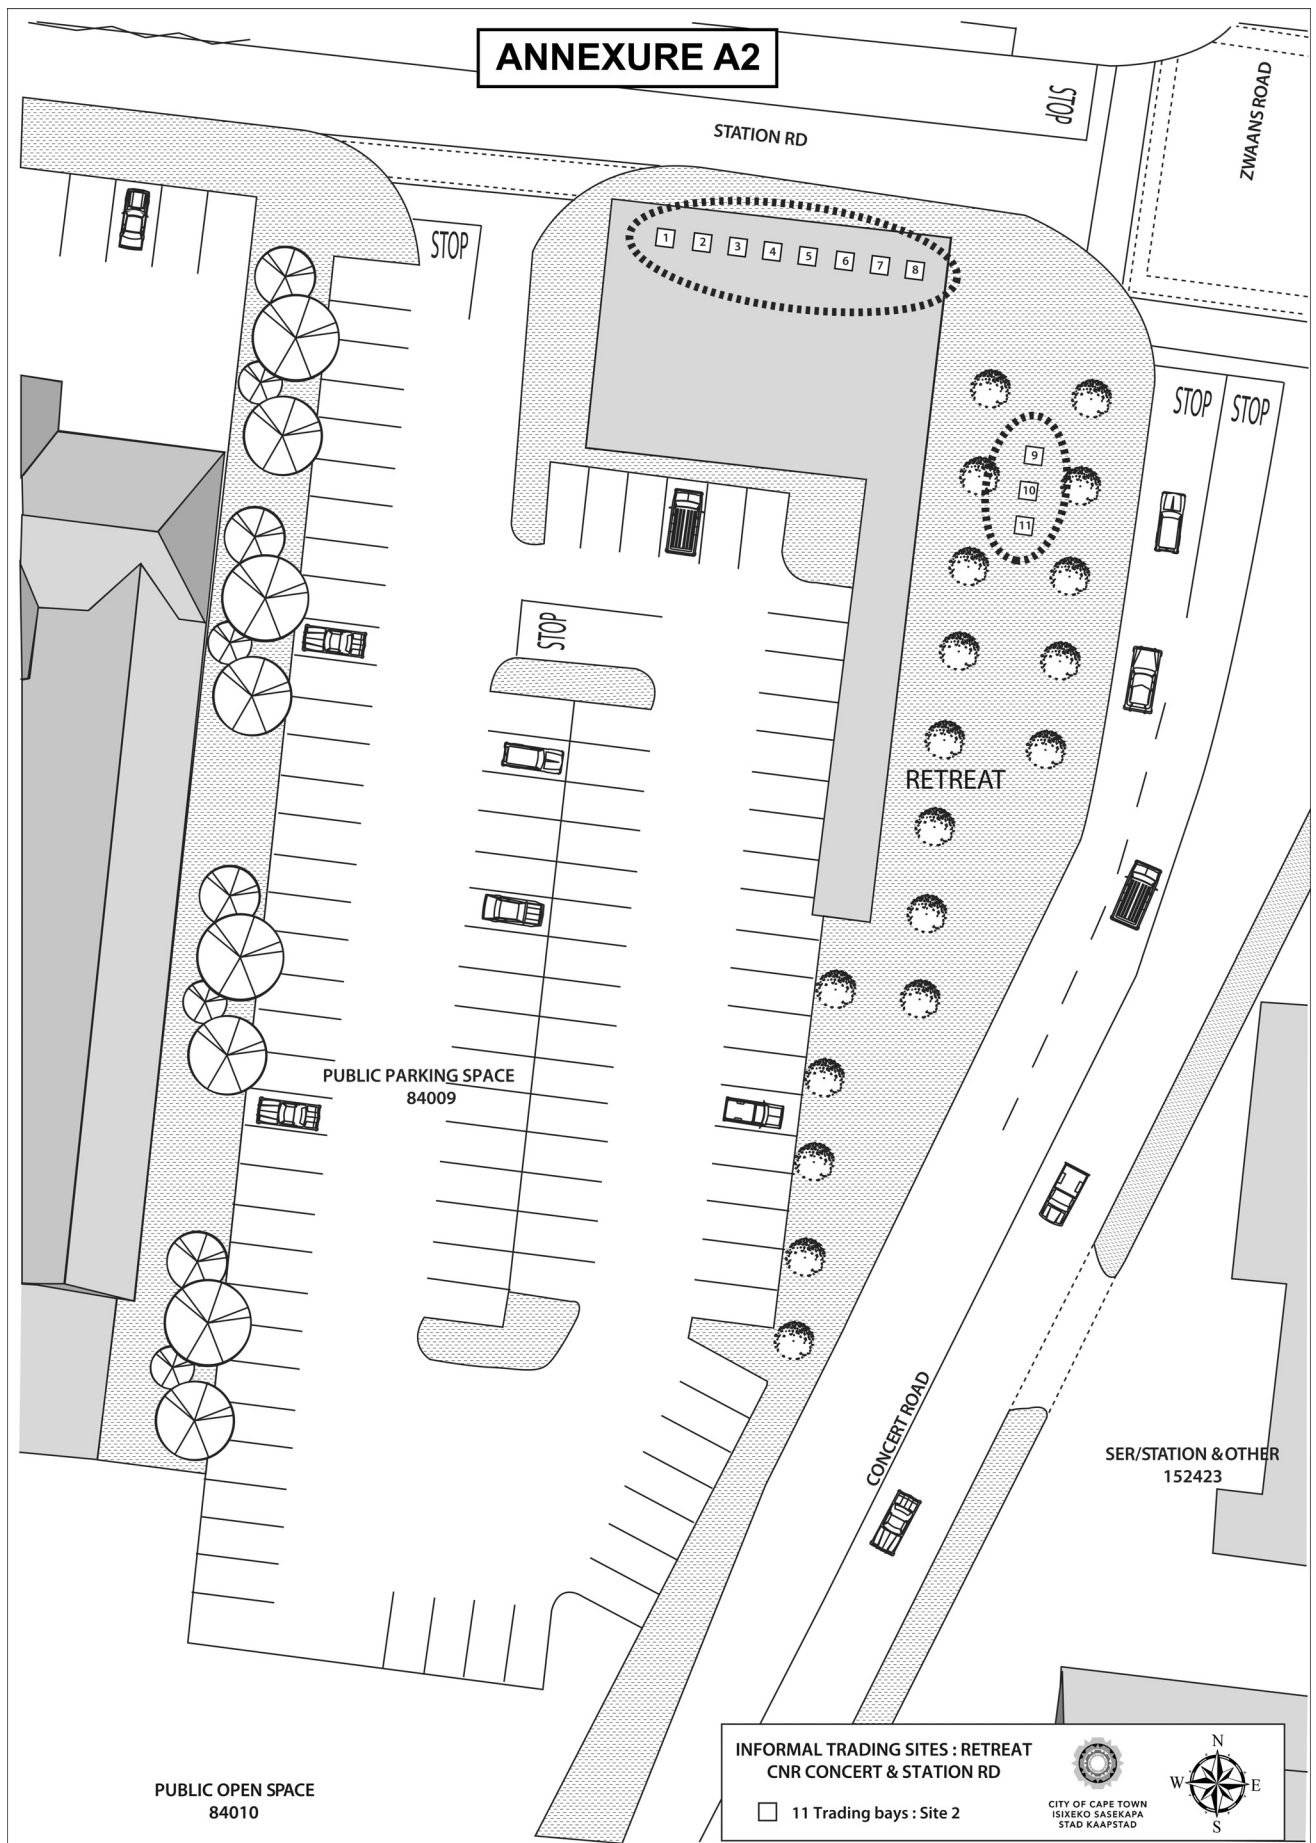 ANNEXURE A2
STATION RD
STOP
ZWAANS ROAD
STOP
1 2 3 4 5 6 7 8
STOP STOP
9
10
11
STOP
RETREAT
PUBLIC PARKING SPACE
84009
CONCERT ROAD
SER/STATION & OTHER
152423
PUBLIC OPEN SPACE
84010
INFORMAL TRADING SITES : RETREAT
CNR CONCERT & STATION RD
11 Trading bays : Site 2
CITY OF CAPE TOWN
ISIXEKO SASEKAPA
STAD KAAPSTAD
N
W E
S